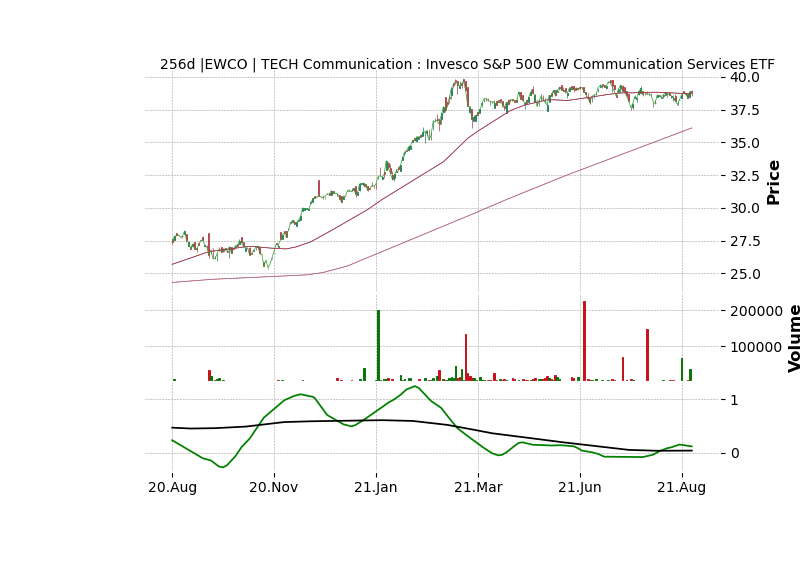 256d |EWCO | TECH Communication : Invesco S&P 500 EW Communication Services ETF
40.0
37.5
35.0
32.5
30.0
27.5
25.0
Price
200000
100000
Volume
1
0
20.Aug 20.Nov 21.Jan 21.Mar 21.Jun 21.Aug